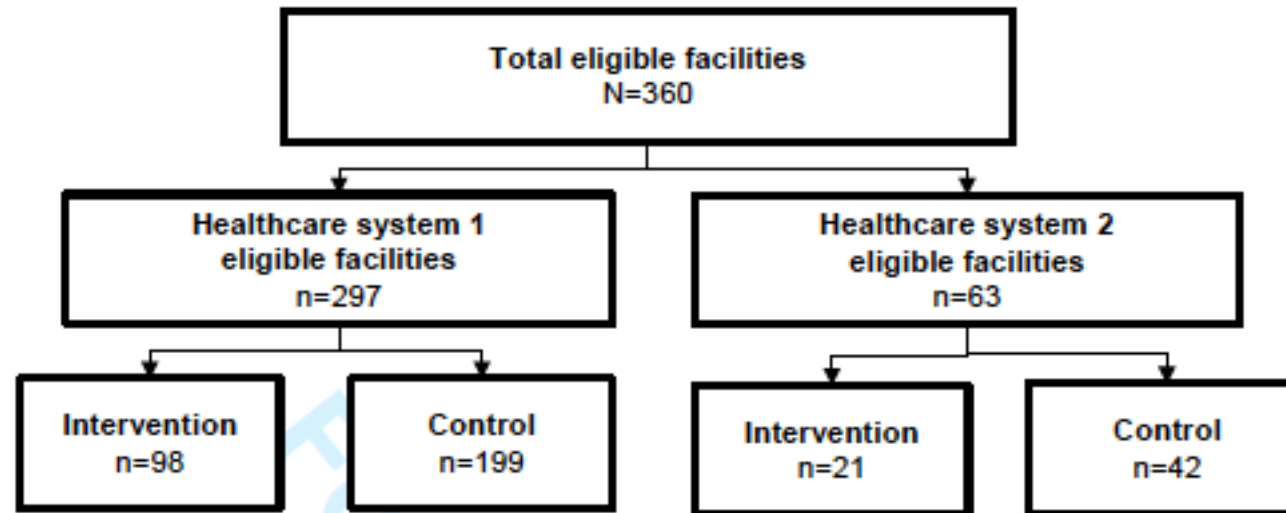 Total eligible facilities
N=360
Healthcare system 1
eligible facilities
n=297
Healthcare system 2
eligible facilities
n=63
Intervention
n=98
Control
n=199
Intervention
n=21
Control
n=42